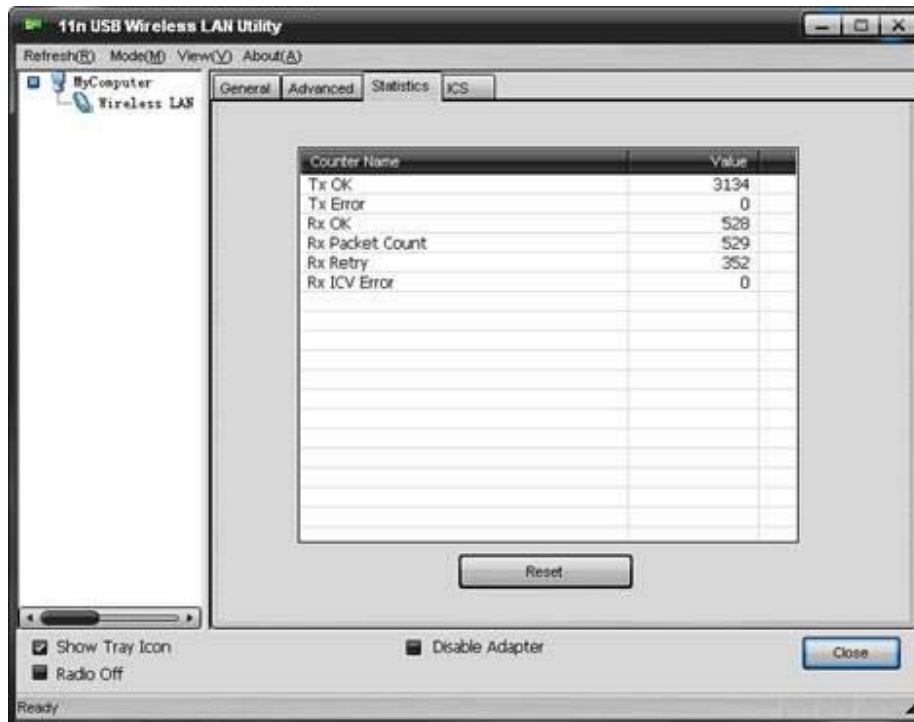 11n USB Wireless LAN Utility
Refresh(R) Mode(M) View(V) About(A)
MyComputer
Wireless LAN
General Advanced Statistics ICS
Counter Name Value
Tx OK 3134
Tx Error 0
Rx OK 528
Rx Packet Count 529
Rx Retry 352
Rx ICV Error 0
Reset
Show Tray Icon Disable Adapter Close
Radio Off
Ready